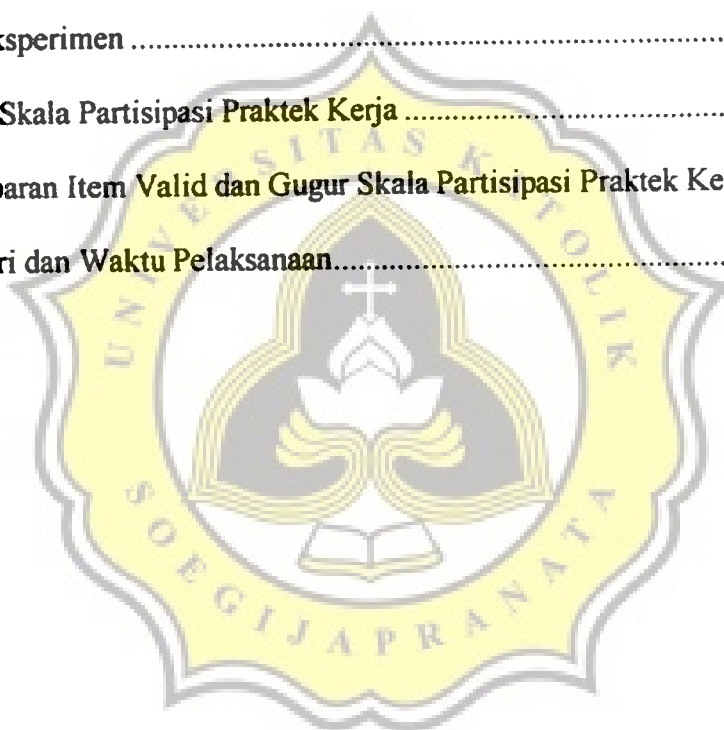 ksperimen ................................................................
Skala Partisipasi Praktek Kerja ................................
paran Item Valid dan Gugur Skala Partisipasi Praktek Ke
ri dan Waktu Pelaksanaan................................
UNIVERSITAS KATOLIK
SOEGIJAPRANATA